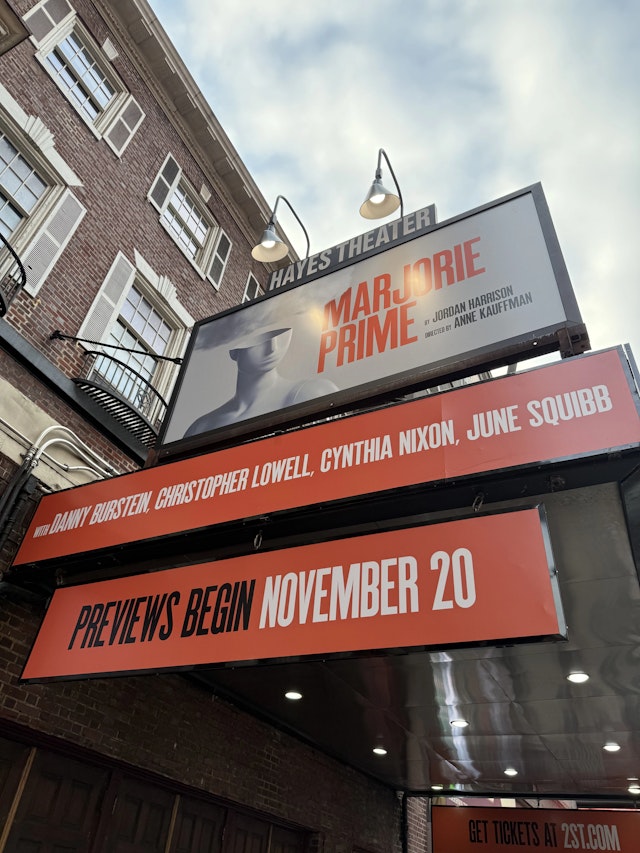 HAYES THEATER
MARJORIE
PRIME
BY JORDAN HARRISON
DIRECTED BY ANNE KAUFFMAN
WITH DANNY BURSTEIN, CHRISTOPHER LOWELL, CYNTHIA NIXON, JUNE SQUIBB
PREVIEWS BEGIN NOVEMBER 20
GET TICKETS AT 2ST.COM